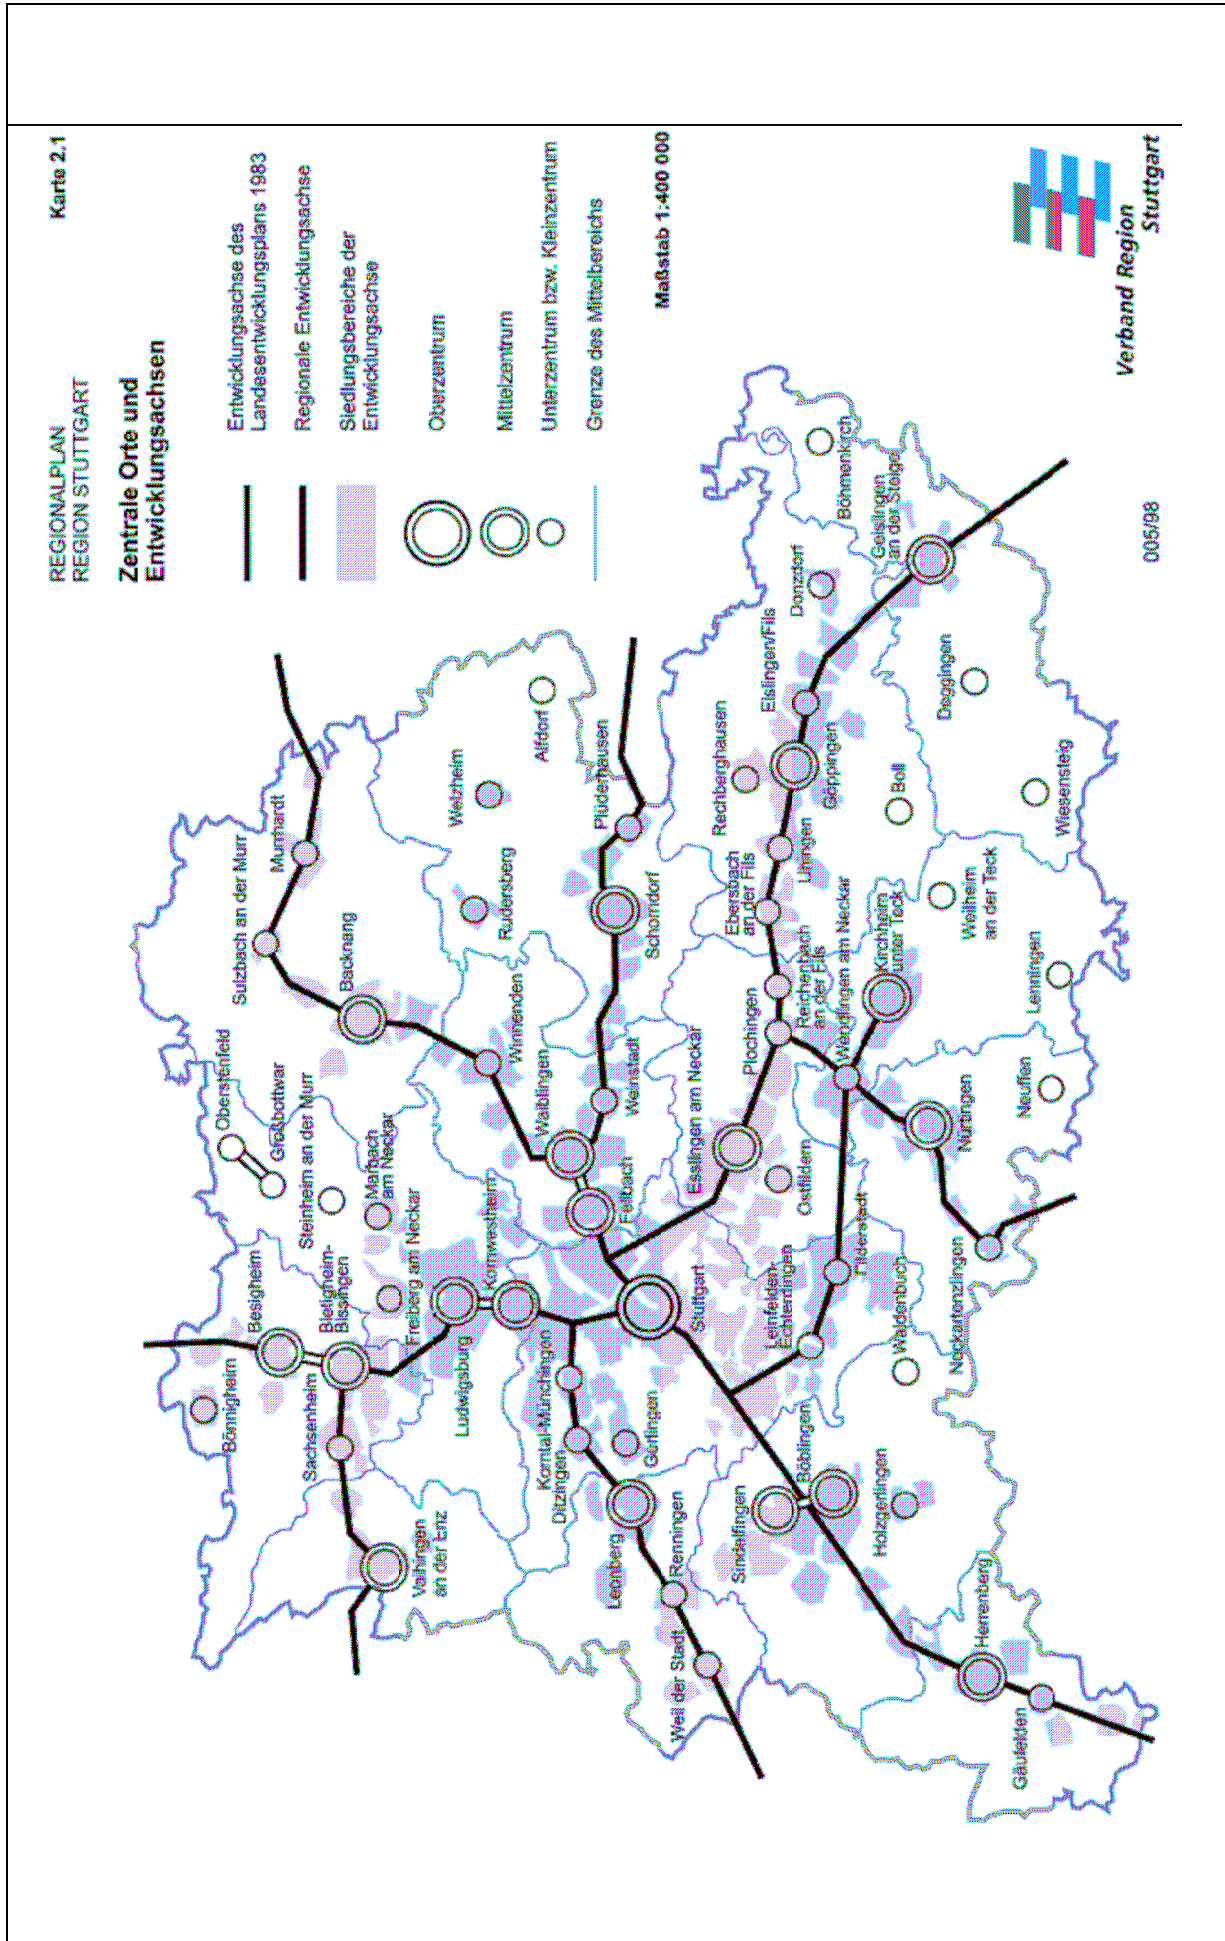 REGIONALPLAN
REGION STUTTGART
Karte 2.1
Zentrale Orte und
Entwicklungsachsen
Entwicklungsachse des
Landesentwicklungsplans 1983
Regionale Entwicklungsachse
Siedlungsbereiche der
Entwicklungsachse
Oberzentrum
Mittelzentrum
Unterzentrum bzw. Kleinzentrum
Grenze des Mittelbereichs
Maßstab 1:400 000
Verband Region
Stuttgart
005/98
Sulzbach an der Murr
Murrhardt
Backnang
Oberstenfeld
Großbottwar
Steinheim an der Murr
Marbach
am Neckar
Besigheim
Bönnigheim
Bietigheim-
Bissingen
Freiberg am Neckar
Sachsenheim
Vaihingen
an der Enz
Ludwigsburg
Kornwestheim
Korntal-Münchingen
Ditzingen
Gerlingen
Leonberg
Renningen
Weil der Stadt
Welzheim
Alfdorf
Rudersberg
Plüderhausen
Schorndorf
Winnenden
Waiblingen
Weinstadt
Fellbach
Stuttgart
Esslingen am Neckar
Ostfildern
Plochingen
Reichenbach
an der Fils
Wendlingen am Neckar
Ebersbach
an der Fils
Uhingen
Rechberghausen
Göppingen
Eislingen/Fils
Donzdorf
Böhmenkirch
Geislingen
an der Steige
Deggingen
Wiesensteig
Boll
Kirchheim
unter Teck
Weilheim
an der Teck
Lenningen
Neuffen
Nürtingen
Neckartenzlingen
Filderstadt
Leinfelden-
Echterdingen
Waldenbuch
Sindelfingen
Böblingen
Holzgerlingen
Herrenberg
Gäufelden